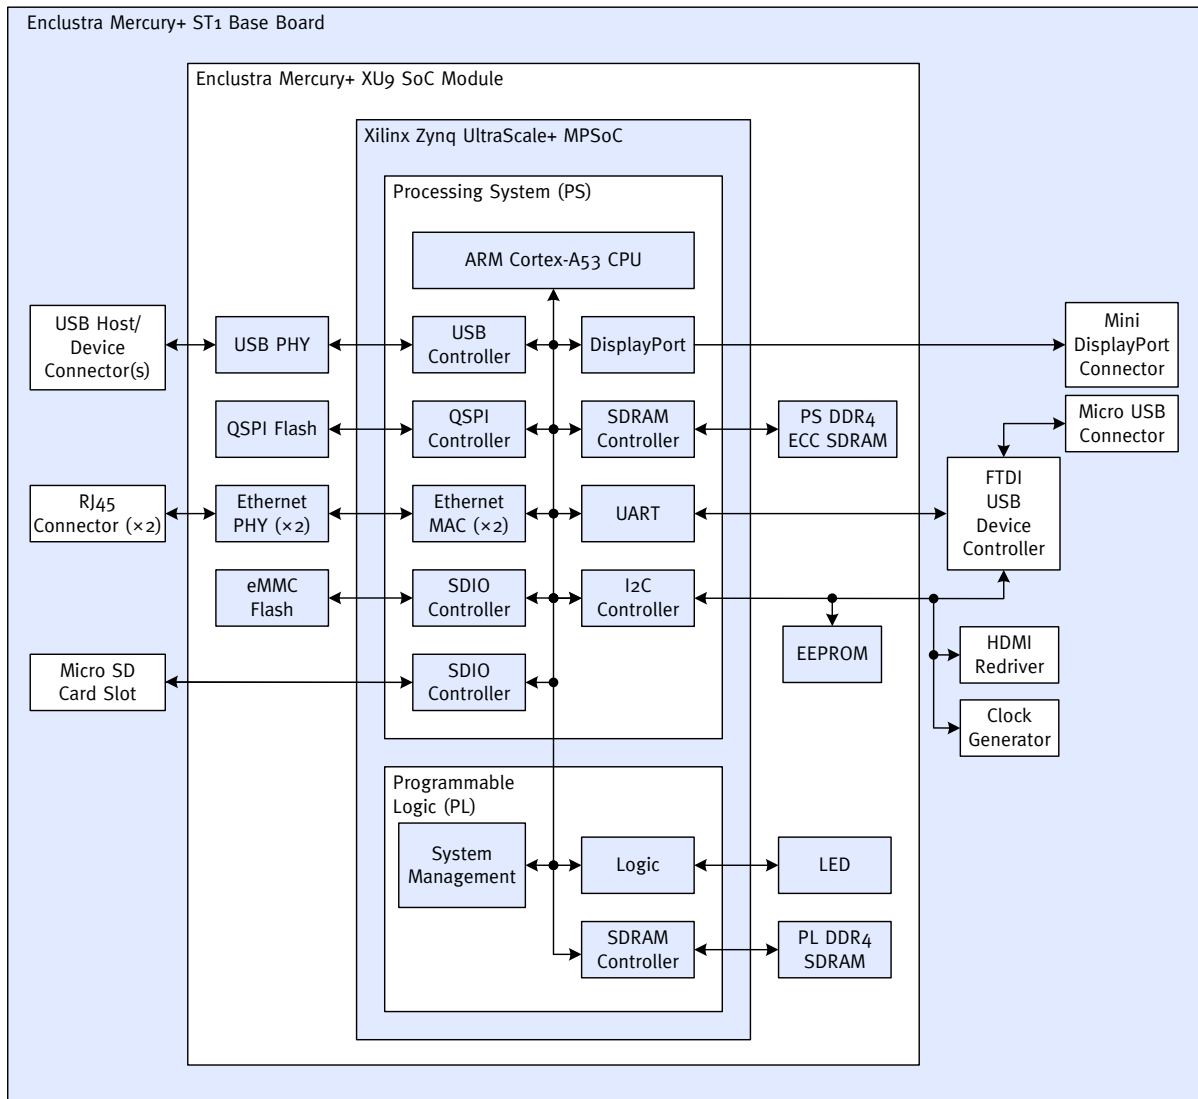 Enclustra Mercury+ ST1 Base Board
Enclustra Mercury+ XU9 SoC Module
Xilinx Zynq UltraScale+ MPSoC
Processing System (PS)
ARM Cortex-A53 CPU
USB Host/
Device
Connector(s)
USB PHY
USB
Controller
DisplayPort
Mini
DisplayPort
Connector
QSPI Flash
QSPI
Controller
SDRAM
Controller
PS DDR4
ECC SDRAM
Micro USB
Connector
RJ45
Connector (×2)
Ethernet
PHY (×2)
Ethernet
MAC (×2)
UART
FTDI
USB
Device
Controller
eMMC
Flash
SDIO
Controller
I2C
Controller
EEPROM
HDMI
Redriver
Micro SD
Card Slot
SDIO
Controller
Clock
Generator
Programmable
Logic (PL)
System
Management
Logic
LED
SDRAM
Controller
PL DDR4
SDRAM